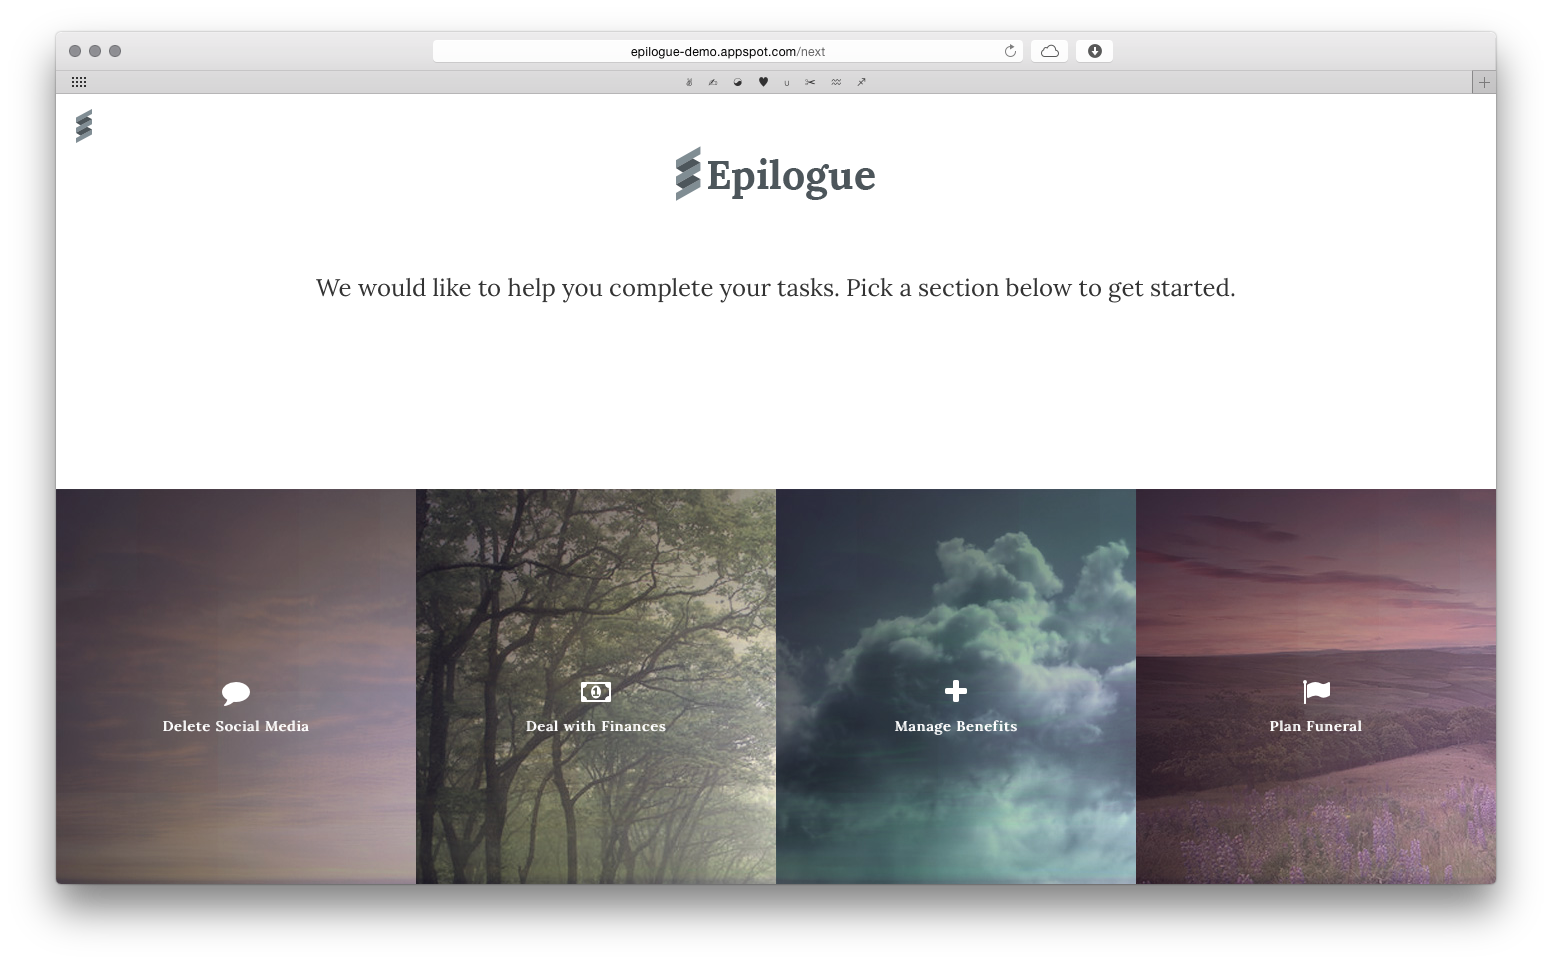 epilogue-demo.appspot.com/next
Epilogue
We would like to help you complete your tasks. Pick a section below to get started.
Delete Social Media
Deal with Finances
Manage Benefits
Plan Funeral